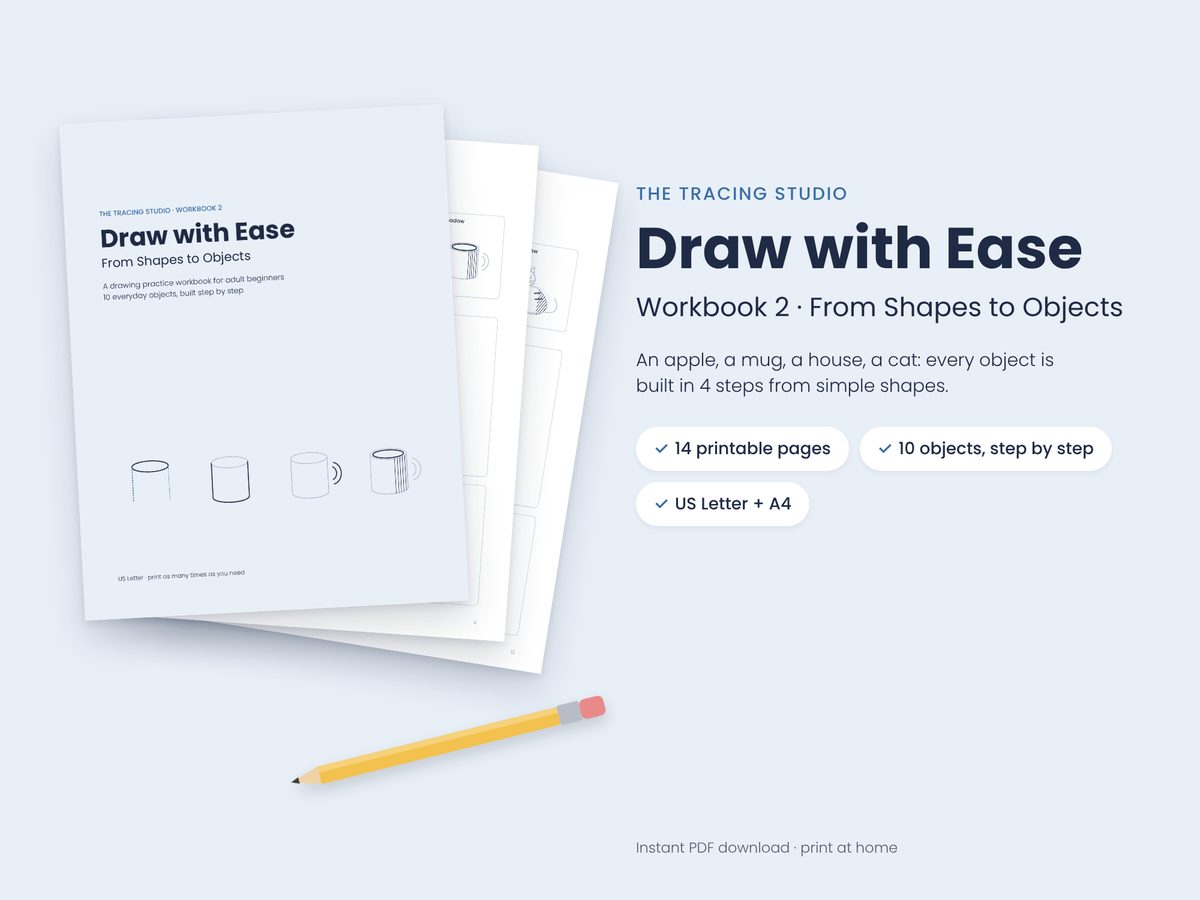 THE TRACING STUDIO · WORKBOOK 2
Draw with Ease
From Shapes to Objects
A drawing practice workbook for adult beginners
10 everyday objects, built step by step
US Letter · print as many times as you need
THE TRACING STUDIO
Draw with Ease
Workbook 2 · From Shapes to Objects
An apple, a mug, a house, a cat: every object is
built in 4 steps from simple shapes.
✓ 14 printable pages
✓ 10 objects, step by step
✓ US Letter + A4
Instant PDF download · print at home